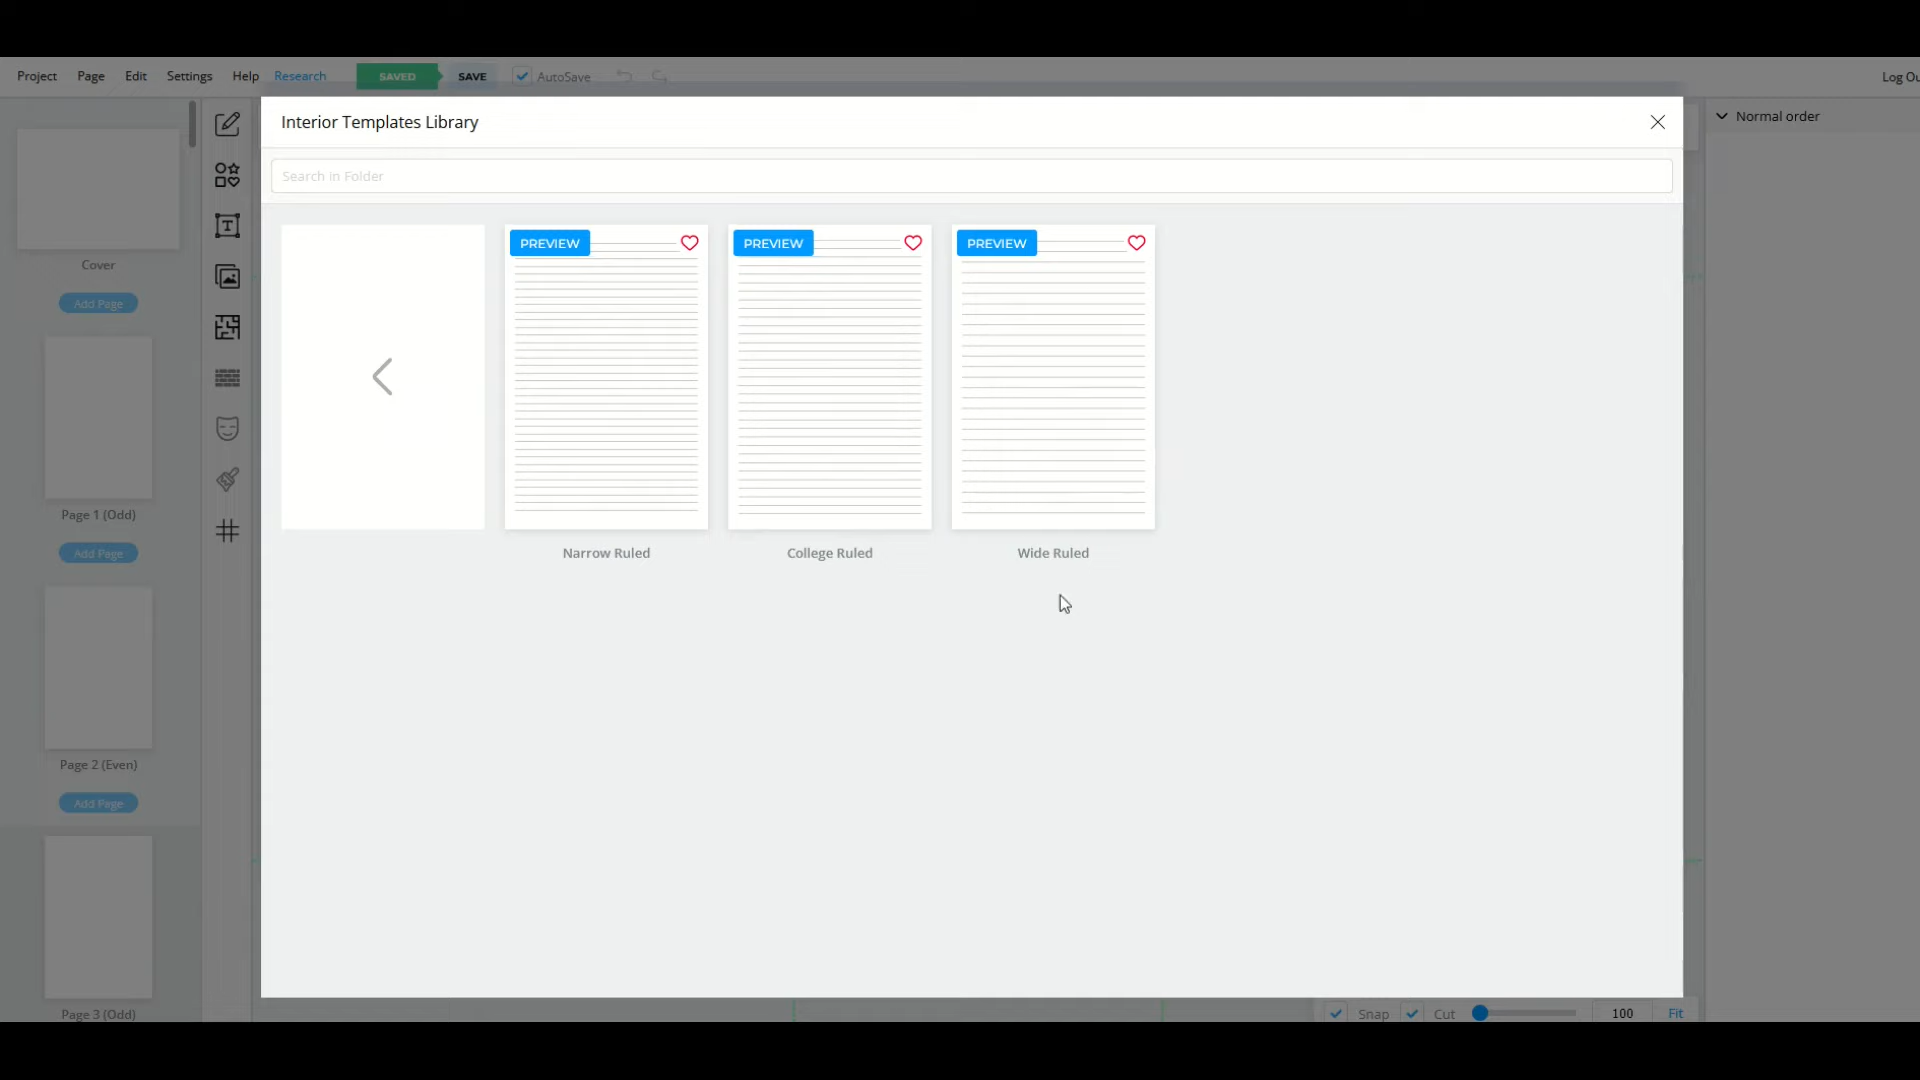 Project Page Edit Settings Help Research SAVED SAVE AutoSave
Interior Templates Library
Normal order
Search in Folder
PREVIEW PREVIEW PREVIEW
Cover
Add Page
Page 1 (Odd)
Add Page
Narrow Ruled College Ruled Wide Ruled
Page 2 (Even)
Add Page
Page 3 (Odd)
Snap Cut 100 Fit